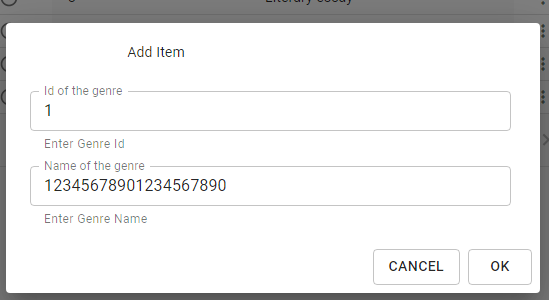 Literary essay
Add Item
Id of the genre
1
Enter Genre Id
Name of the genre
12345678901234567890
Enter Genre Name
CANCEL OK